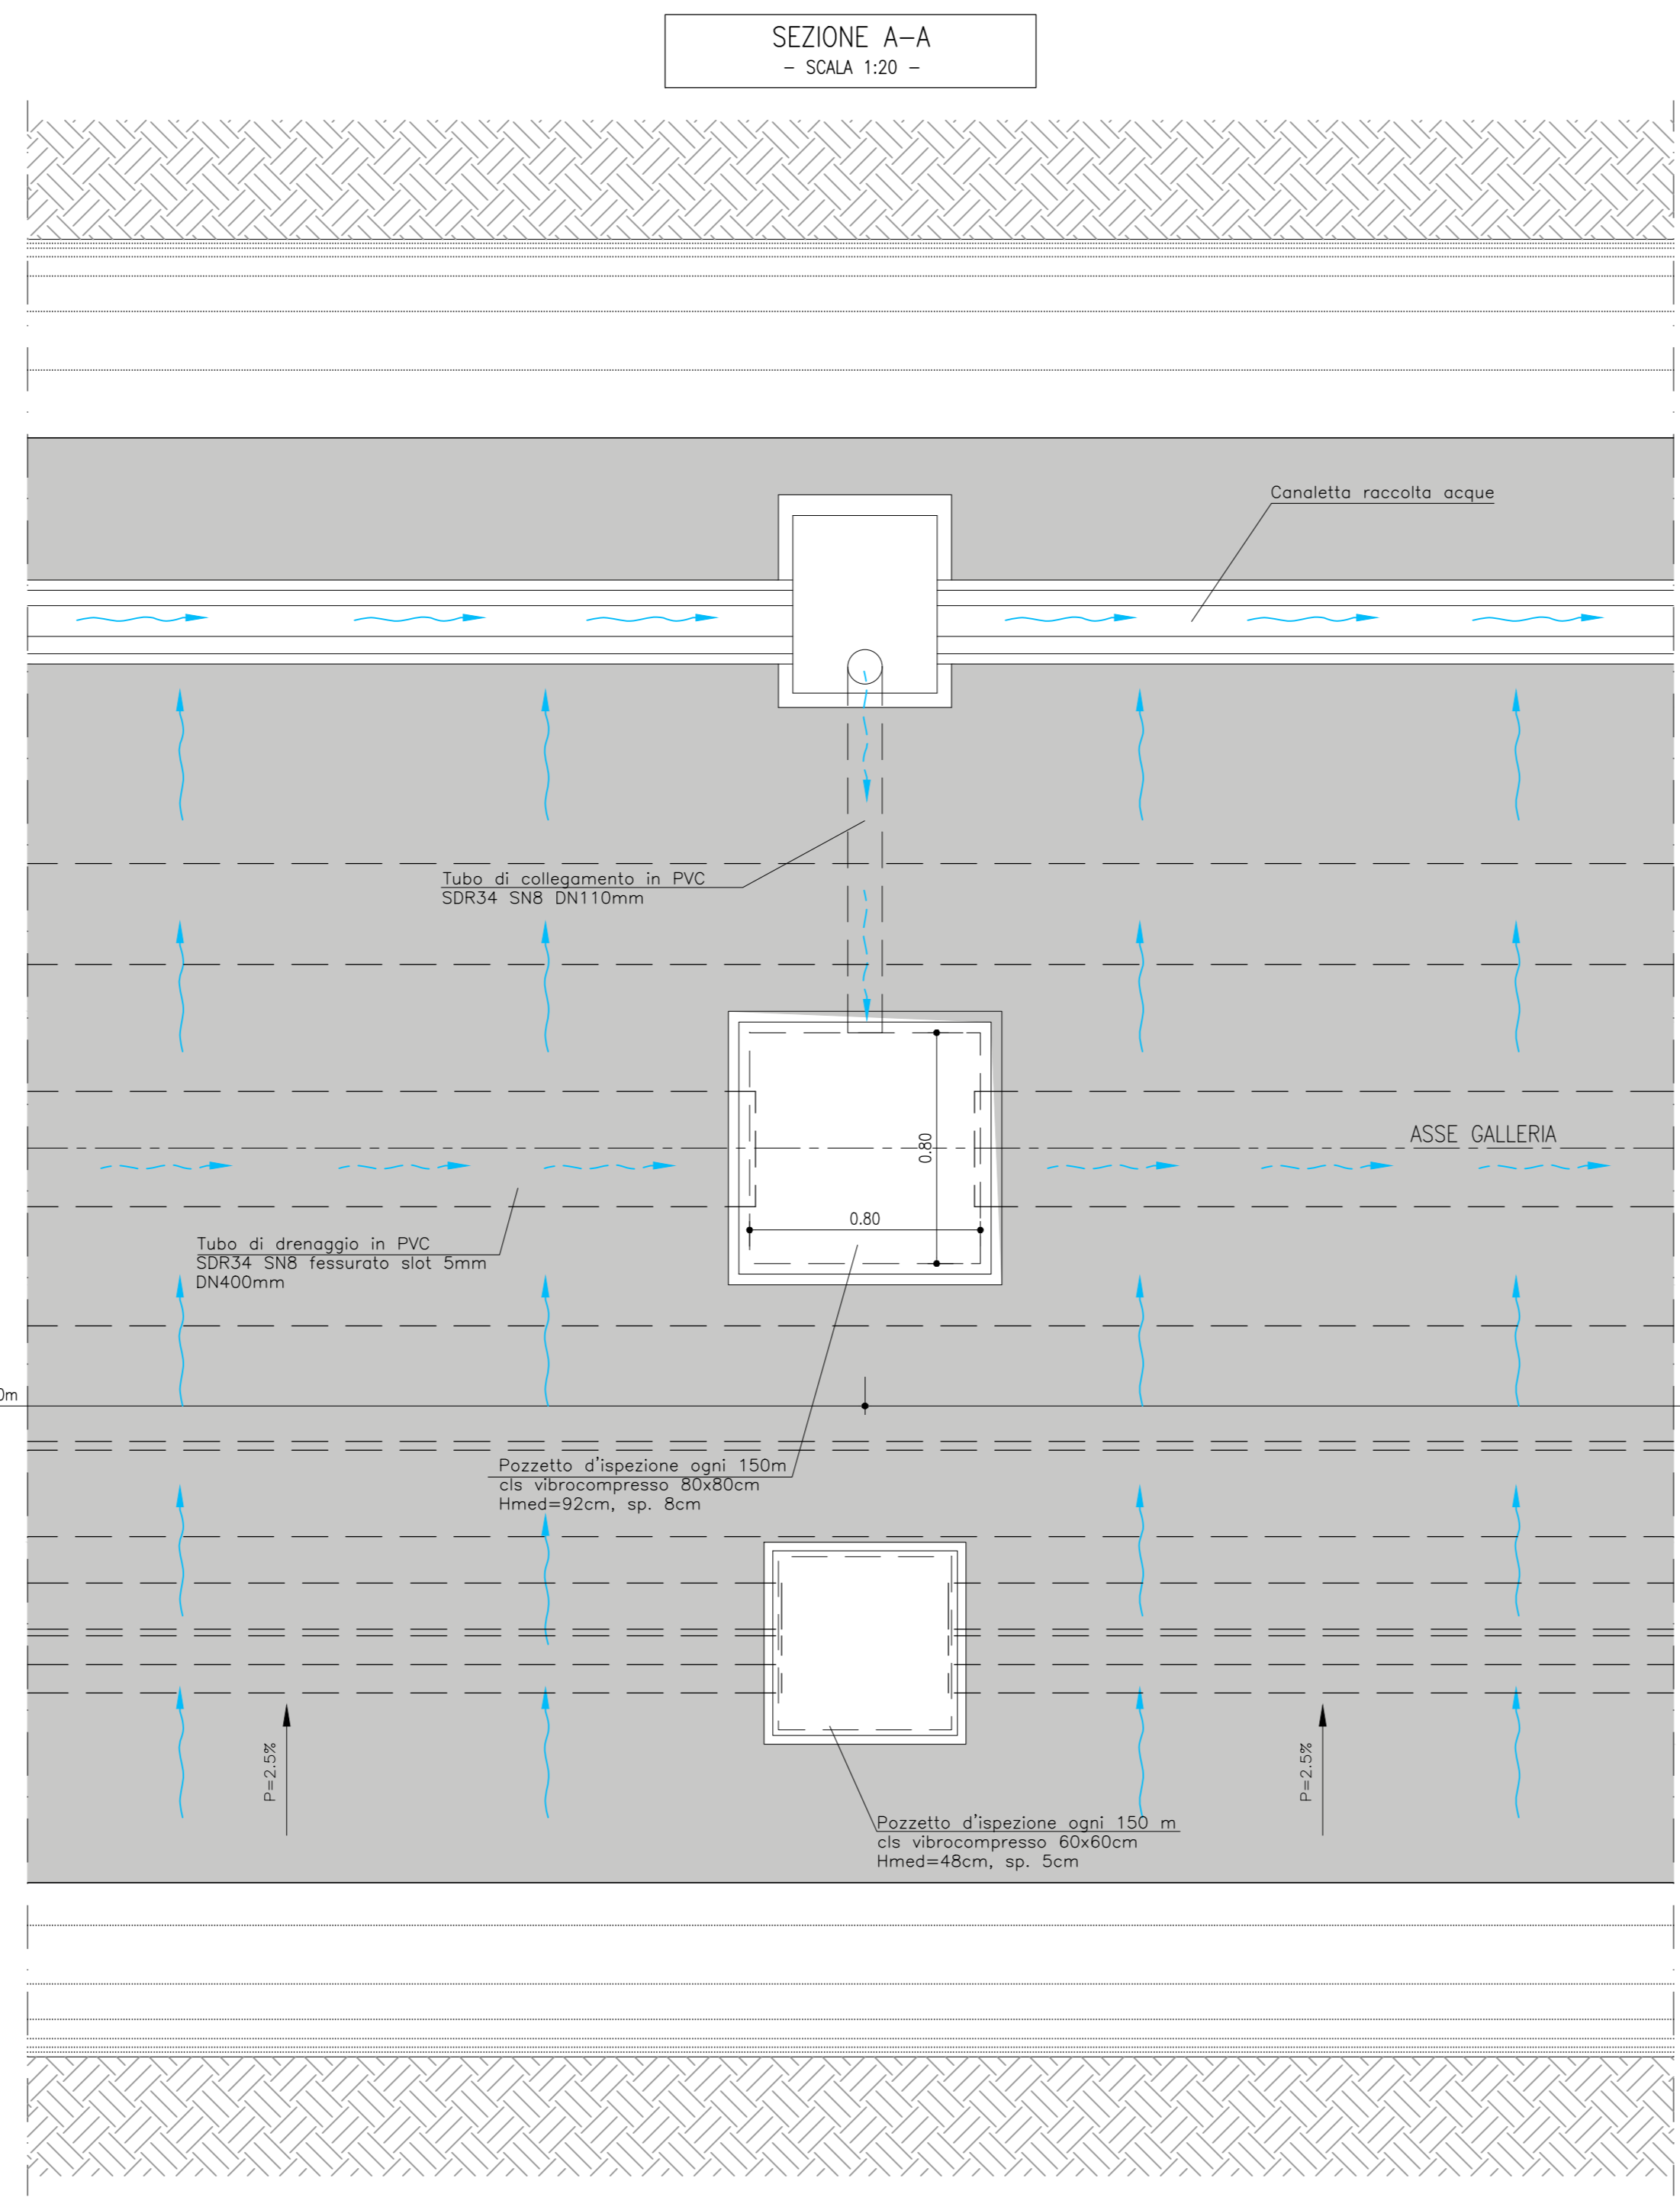 SEZIONE A-A
- SCALA 1:20 -
Canaletta raccolta acque
Tubo di collegamento in PVC
SDR34 SN8 DN110mm
ASSE GALLERIA
0.80
0.80
Tubo di drenaggio in PVC
SDR34 SN8 fessurato slot 5mm
DN400mm
Pozzetto d'ispezione ogni 150m
cls vibrocompresso 80x80cm
Hmed=92cm, sp. 8cm
P=2.5%
P=2.5%
Pozzetto d'ispezione ogni 150 m
cls vibrocompresso 60x60cm
Hmed=48cm, sp. 5cm